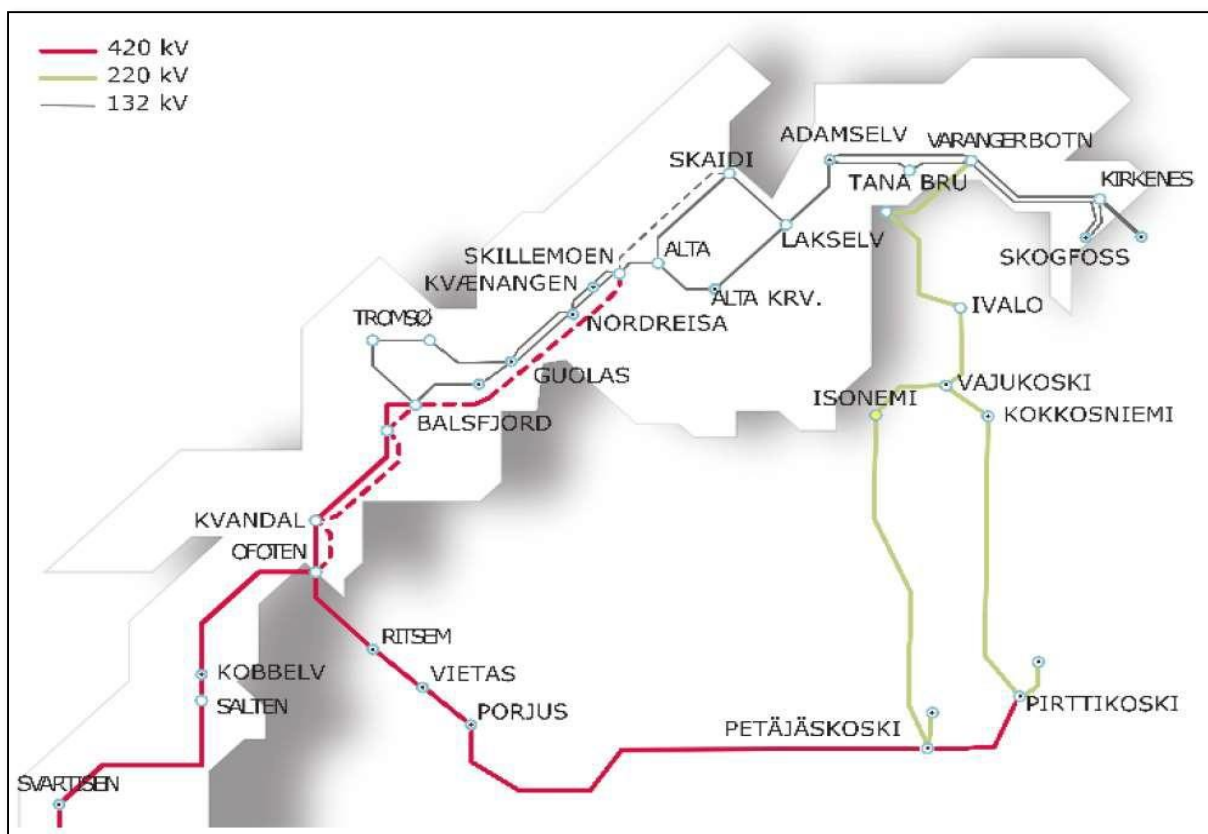 420 kV
220 kV
132 kV
ADAMSELV
VARANGERBOTN
SKAIDI
TANA BRU
KIRKENES
SKILLEMOEN
ALTA
LAKSELV
SKOGFOSS
KVÆNANGEN
ALTA KRV.
IVALO
TROMSØ
NORDREISA
GUOLAS
VAJUKOSKI
ISONEMI
BALSFJORD
KOKKOSNIEMI
KVANDAL
OFOTEN
RITSEM
KOBBELV
VIETAS
SALTEN
PORJUS
PIRTTIKOSKI
PETÄJÄSKOSKI
SVARTISEN